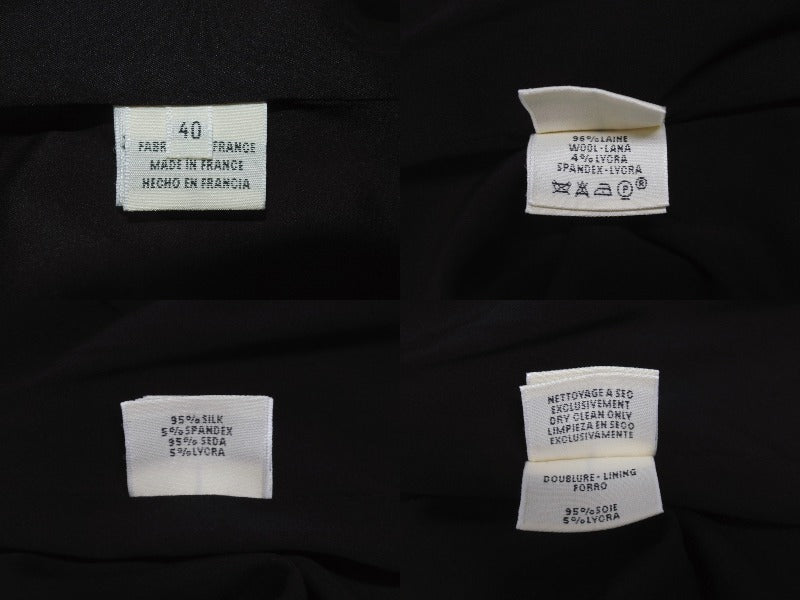 40
FABR FRANCE
MADE IN FRANCE
HECHO EN FRANCIA
96% LAINE
WOOL-LANA
4% LYCRA
SPANDEX-LYCRA
P ®
95% SILK
5% SPANDEX
95% SEDA
5% LYCRA
NETTOYAGE A SEC
EXCLUSIVEMENT
DRY CLEAN ONLY
LIMPIEZA EN SECO
EXCLUSIVAMENTE
DOUBLURE - LINING
FORRO
95% SOIE
5% LYCRA